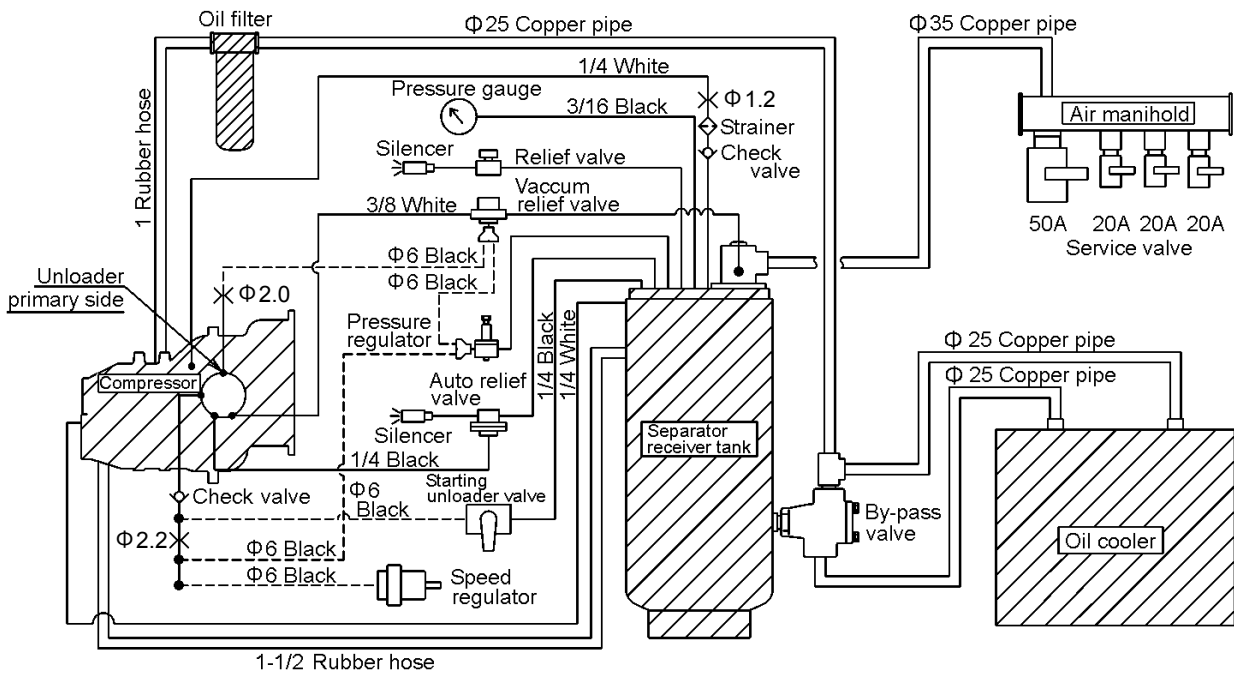 Oil filter
Φ25 Copper pipe
Φ35 Copper pipe
1/4 White
Pressure gauge
3/16 Black
Φ1.2
Strainer
Air manifold
Silencer
Relief valve
Check
valve
1 Rubber hose
Vaccum
relief valve
3/8 White
50A 20A 20A 20A
Service valve
Φ6 Black
Φ6 Black
Unloader
primary side
Φ2.0
Pressure
regulator
1/4 Black
1/4 White
Φ 25 Copper pipe
Φ 25 Copper pipe
Compressor
Auto relief
valve
Silencer
Separator
receiver tank
1/4 Black
Starting
unloader valve
Check valve
Φ6
Black
By-pass
valve
Oil cooler
Φ2.2
Φ6 Black
Φ6 Black
Speed
regulator
1-1/2 Rubber hose